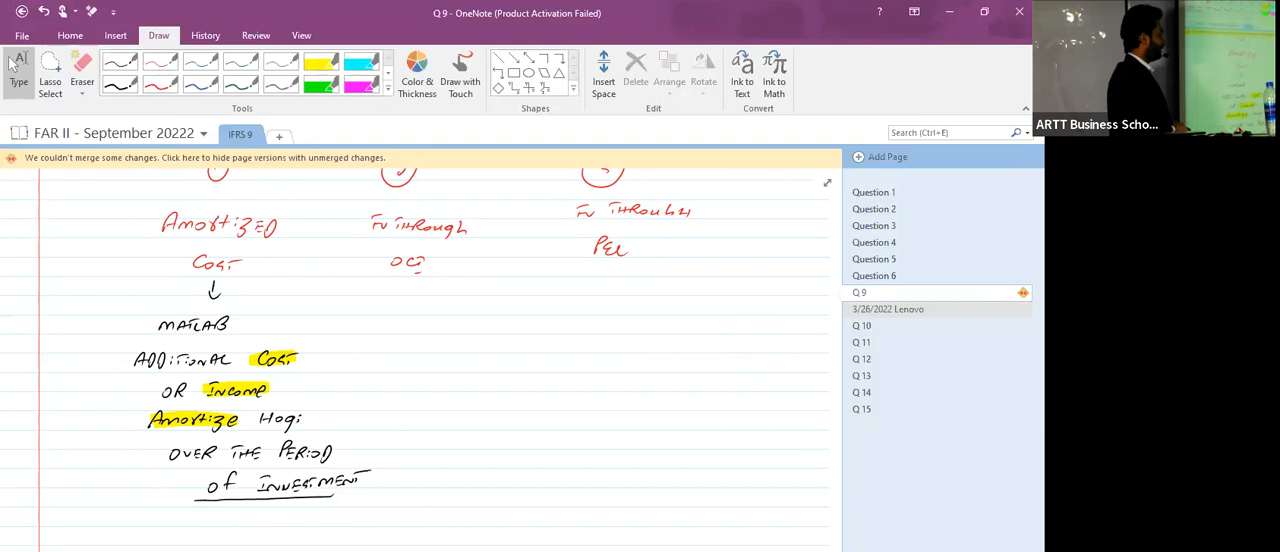 Q 9 - OneNote (Product Activation Failed)
File Home Insert Draw History Review View
Type
Lasso Select
Eraser
Color & Thickness
Draw with Touch
Insert Space
Delete
Arrange
Rotate
Ink to Text
Ink to Math
Tools Shapes Edit Convert
ARTT Business Scho...
FAR II - September 20222
IFRS 9
Search (Ctrl+E)
We couldn't merge some changes. Click here to hide page versions with unmerged changes.
Add Page
Question 1
Question 2
Question 3
Question 4
Question 5
Question 6
Q 9
3/26/2022 Lenovo
Q 10
Q 11
Q 12
Q 13
Q 14
Q 15
AmortizED
COST
MATLAB
ADDITIONAL COST
OR INCOME
Amortize Hogi
OVER THE PERIOD
of INVESTMENT
FV THROUGH
OCI
FV THROUGH
P&L